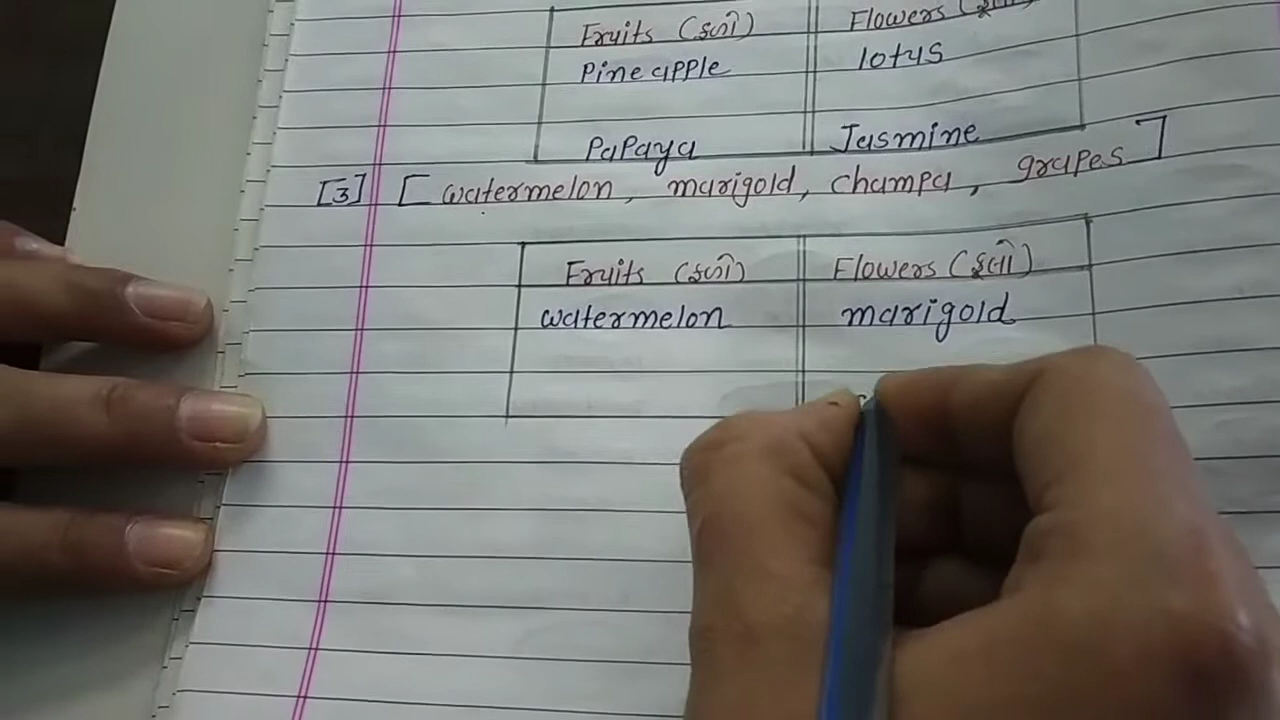 Fruits (ફળો) Flowers
Pineapple lotus
Papaya Jasmine
[3] [ watermelon, marigold, champa, grapes ]
Fruits (ફળો) Flowers (ફૂલો)
watermelon marigold